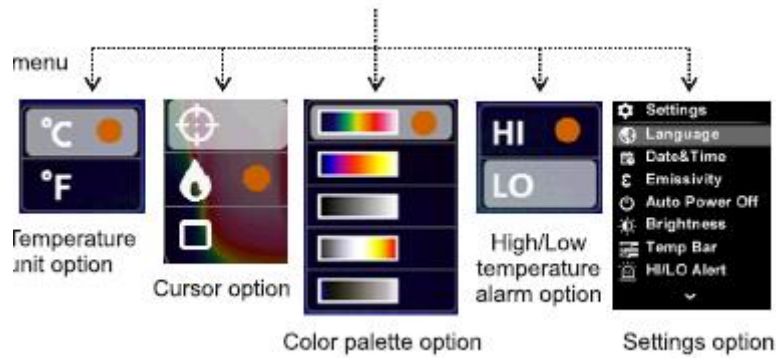 menu
°C
°F
Temperature
unit option
Cursor option
Color palette option
HI
LO
High/Low
temperature
alarm option
Settings
Language
Date&Time
Emissivity
Auto Power Off
Brightness
Temp Bar
HI/LO Alert
Settings option